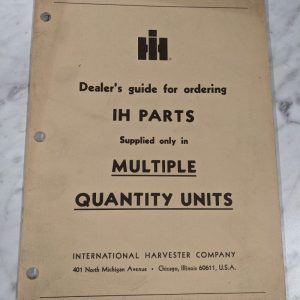 IH
Dealer's guide for ordering
IH PARTS
Supplied only in
MULTIPLE
QUANTITY UNITS
INTERNATIONAL HARVESTER COMPANY
401 North Michigan Avenue • Chicago, Illinois 60611, U.S.A.